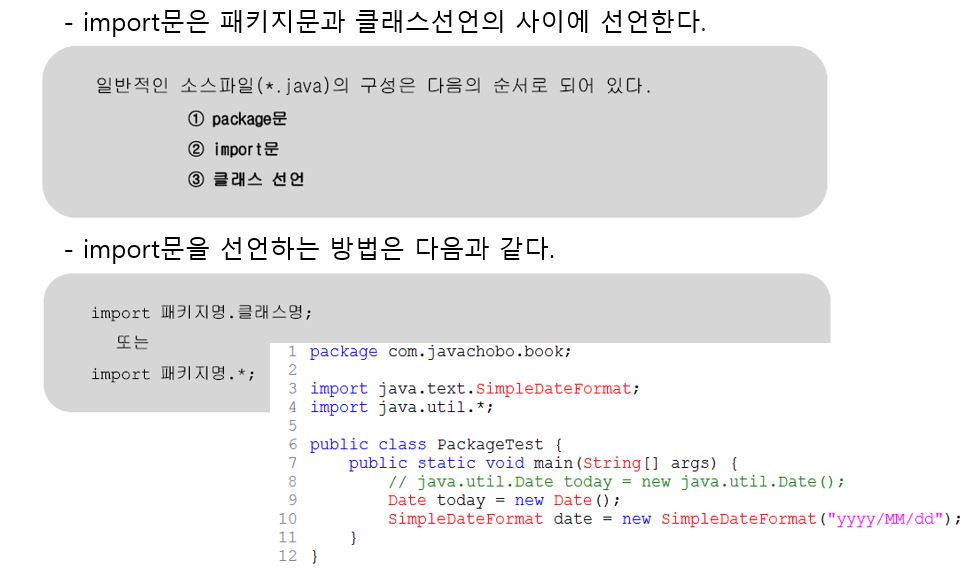 - import문은 패키지문과 클래스선언의 사이에 선언한다.
일반적인 소스파일(*.java)의 구성은 다음의 순서로 되어 있다.
① package문
② import문
③ 클래스 선언
- import문을 선언하는 방법은 다음과 같다.
import 패키지명.클래스명;
또는
import 패키지명.*;
1 package com.javachobo.book;
2
3 import java.text.SimpleDateFormat;
4 import java.util.*;
5
6 public class PackageTest {
7     public static void main(String[] args) {
8         // java.util.Date today = new java.util.Date();
9         Date today = new Date();
10         SimpleDateFormat date = new SimpleDateFormat("yyyy/MM/dd");
11     }
12 }